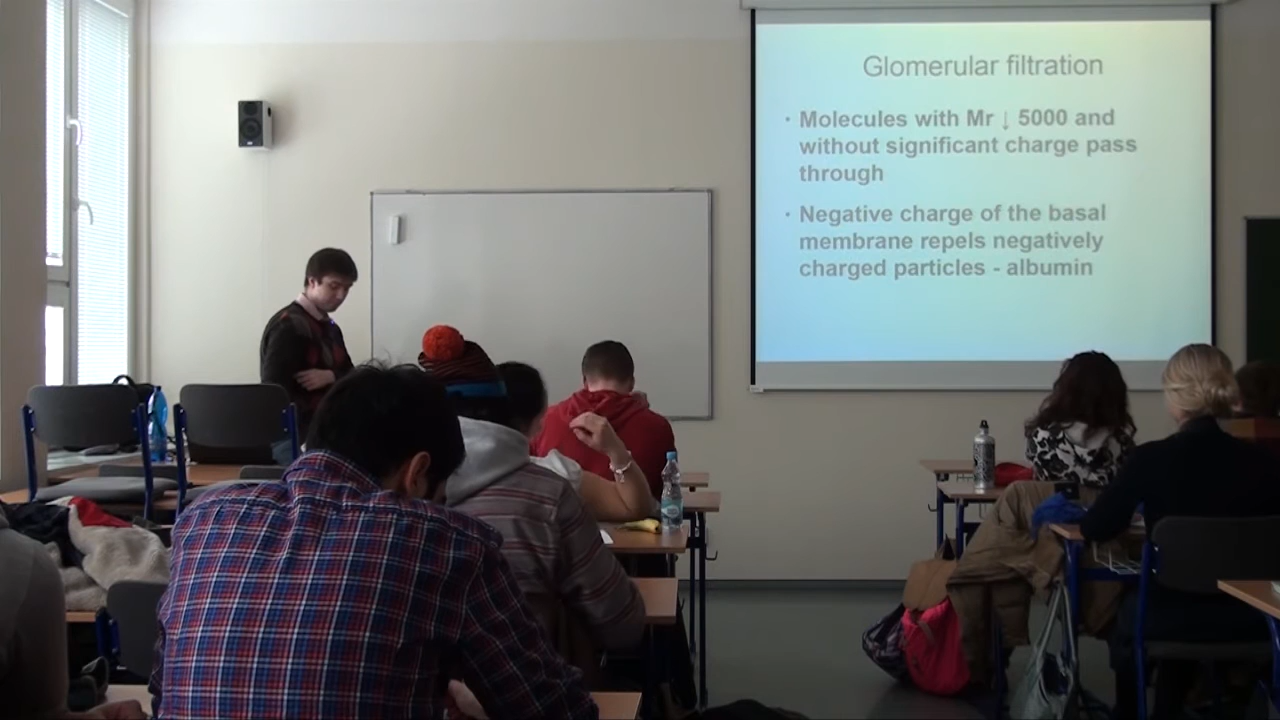 Glomerular filtration
· Molecules with Mr ↓ 5000 and
without significant charge pass
through
· Negative charge of the basal
membrane repels negatively
charged particles - albumin